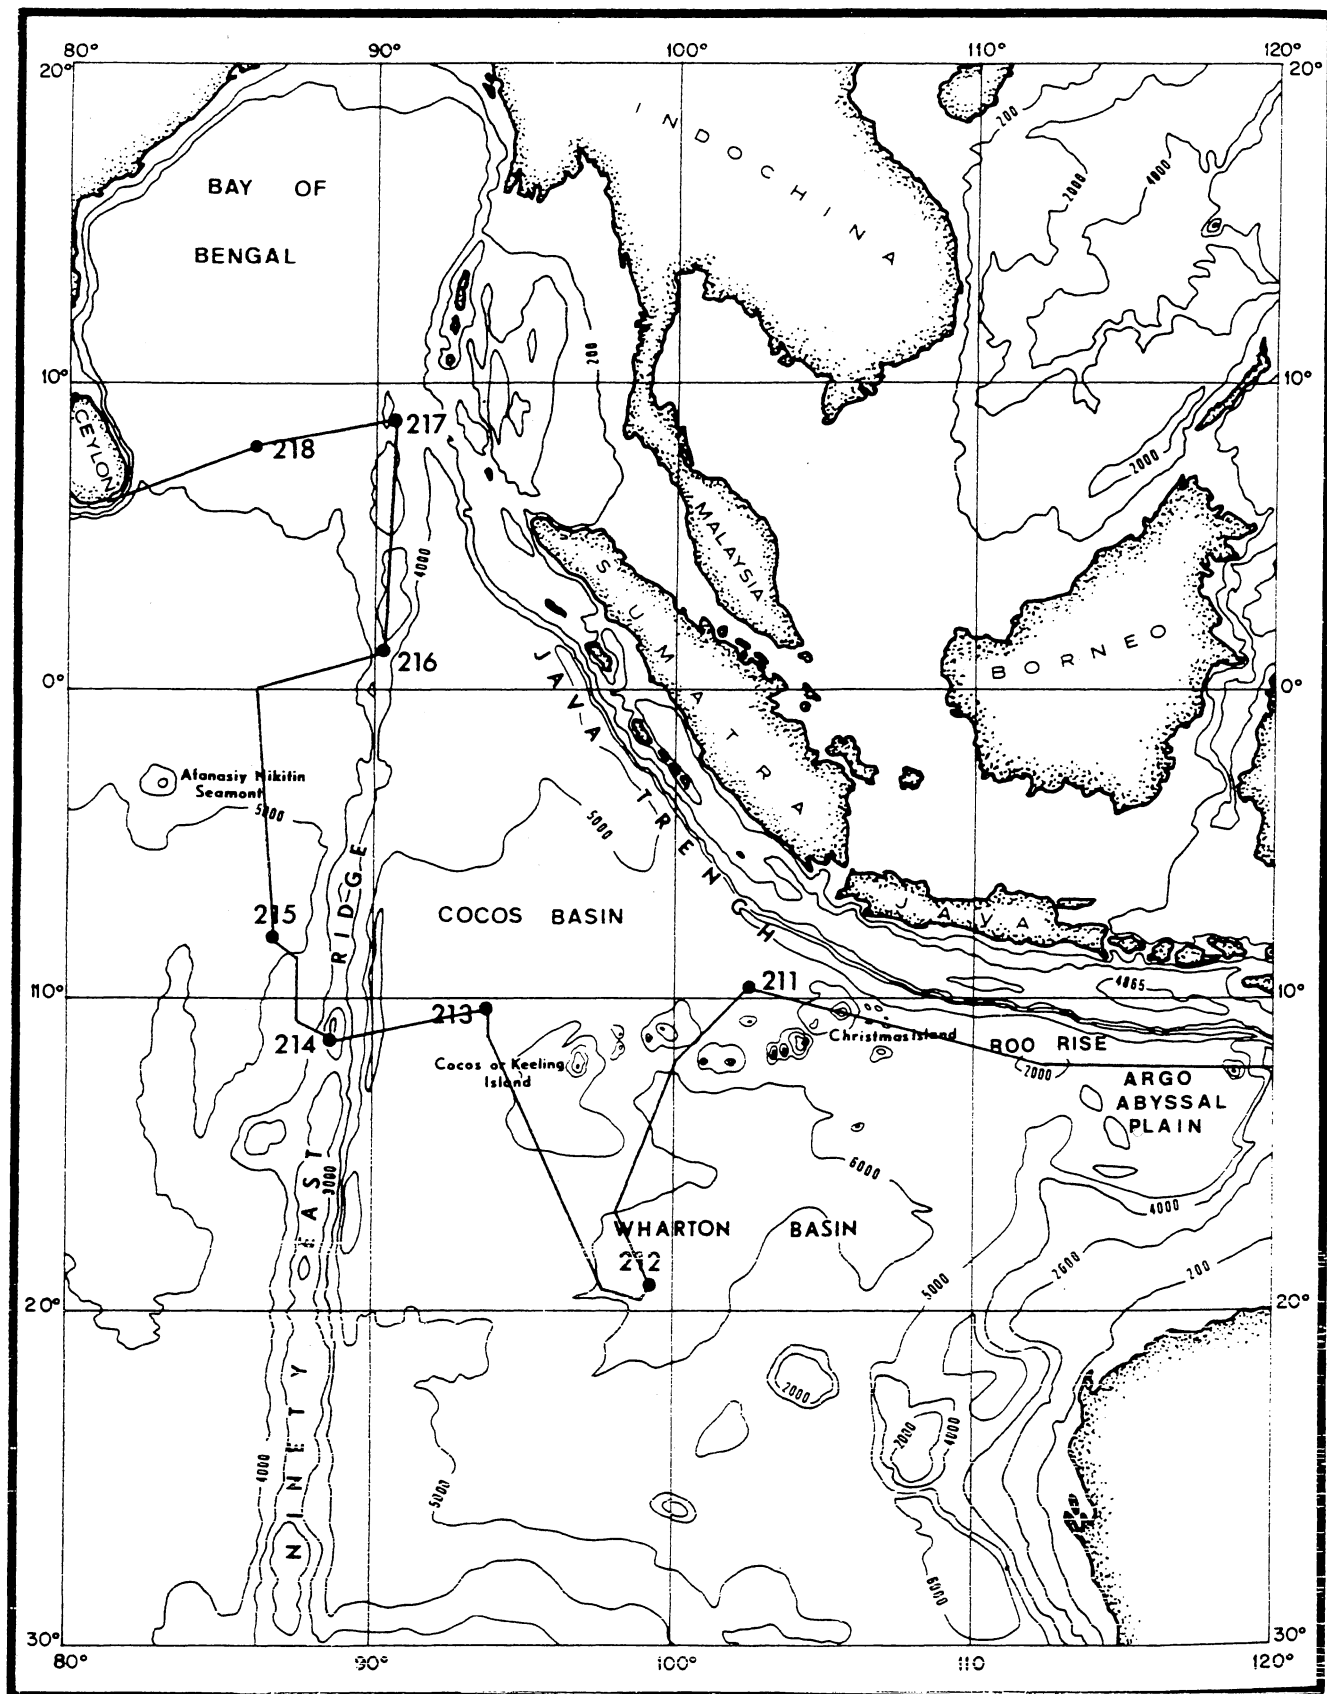 80° 90° 100° 110° 120°
20° 20°
INDOCHINA
200
2000
4000
BAY OF
BENGAL
200
10° 10°
CEYLON
218
217
2000
MALAYSIA
4000
SUMATRA
BORNEO
216
JAVA TRENCH
0° 0°
Afanasiy Nikitin
Seamont
5000
5000
RIDGE
215
COCOS BASIN
JAVA
211
4865
10° 10°
213
Christmas Island
214
ROO RISE
Cocos or Keeling
Island
2000
ARGO
ABYSSAL
PLAIN
EAST
3000
6000
4000
WHARTON BASIN
212
2600
200
5000
20° 20°
NINETY
2000
2000
4000
4000
5000
6000
30° 30°
80° 90° 100° 110 120°